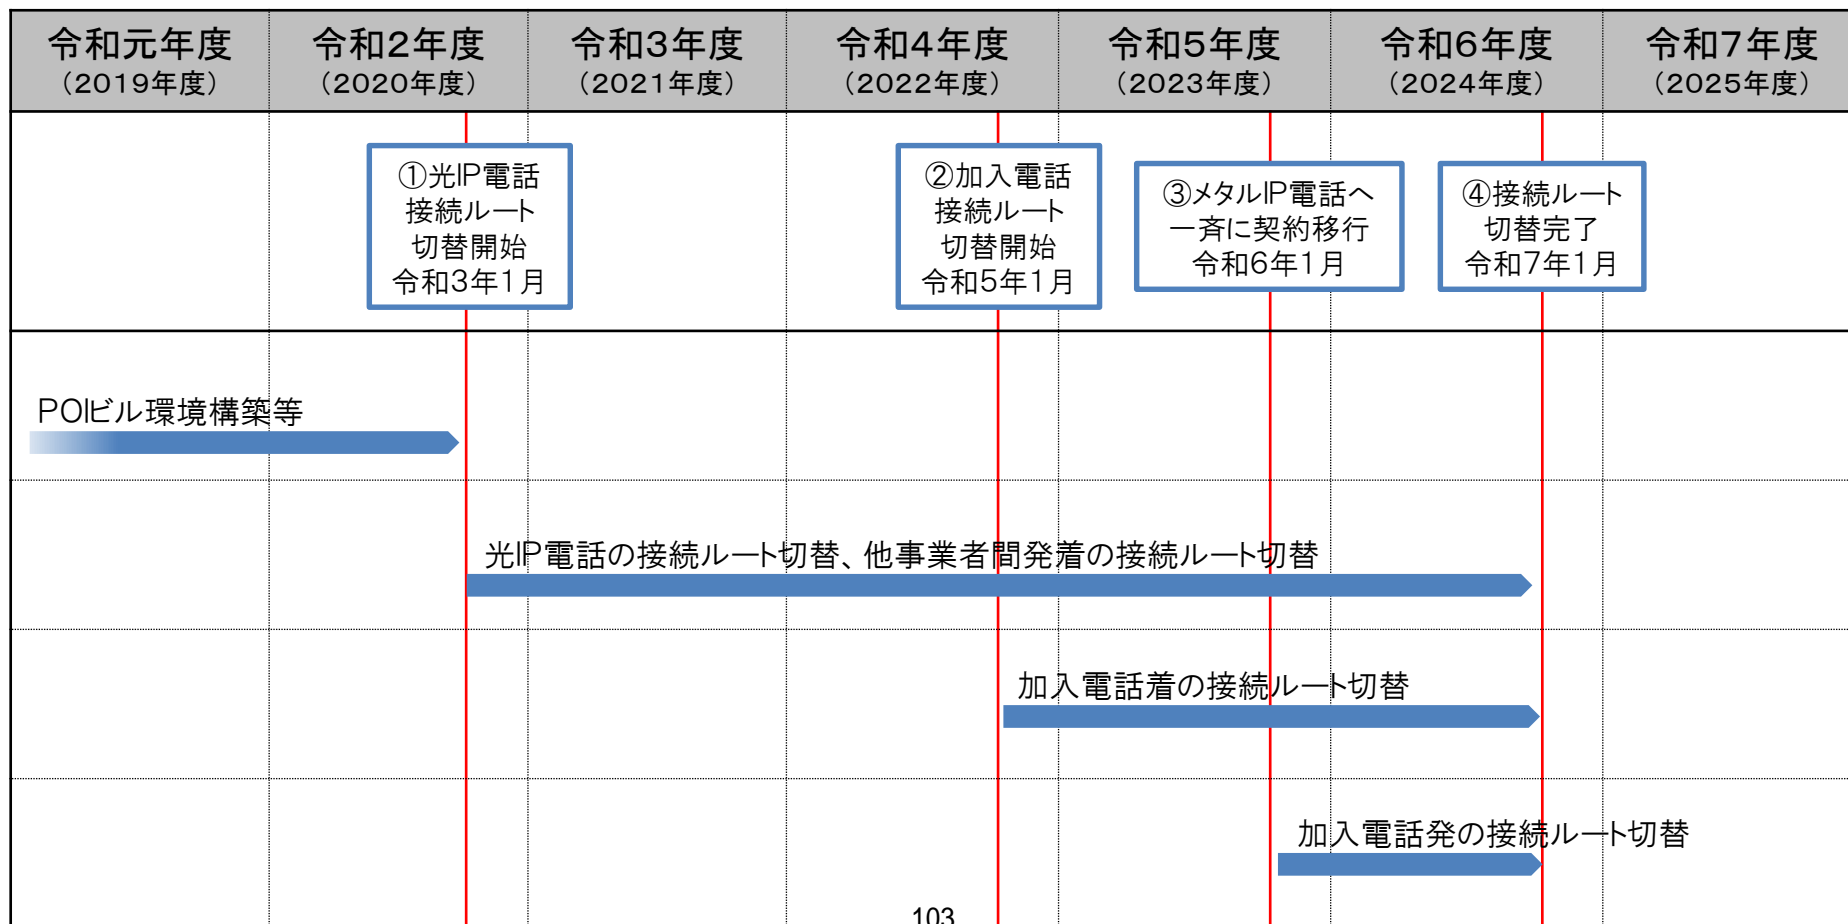 令和元年度
（2019年度）
令和2年度
（2020年度）
令和3年度
（2021年度）
令和4年度
（2022年度）
令和5年度
（2023年度）
令和6年度
（2024年度）
令和7年度
（2025年度）
①光IP電話
接続ルート
切替開始
令和3年1月
②加入電話
接続ルート
切替開始
令和5年1月
③メタルIP電話へ
一斉に契約移行
令和6年1月
④接続ルート
切替完了
令和7年1月
POIビル環境構築等
光IP電話の接続ルート切替、他事業者間発着の接続ルート切替
加入電話着の接続ルート切替
加入電話発の接続ルート切替
103